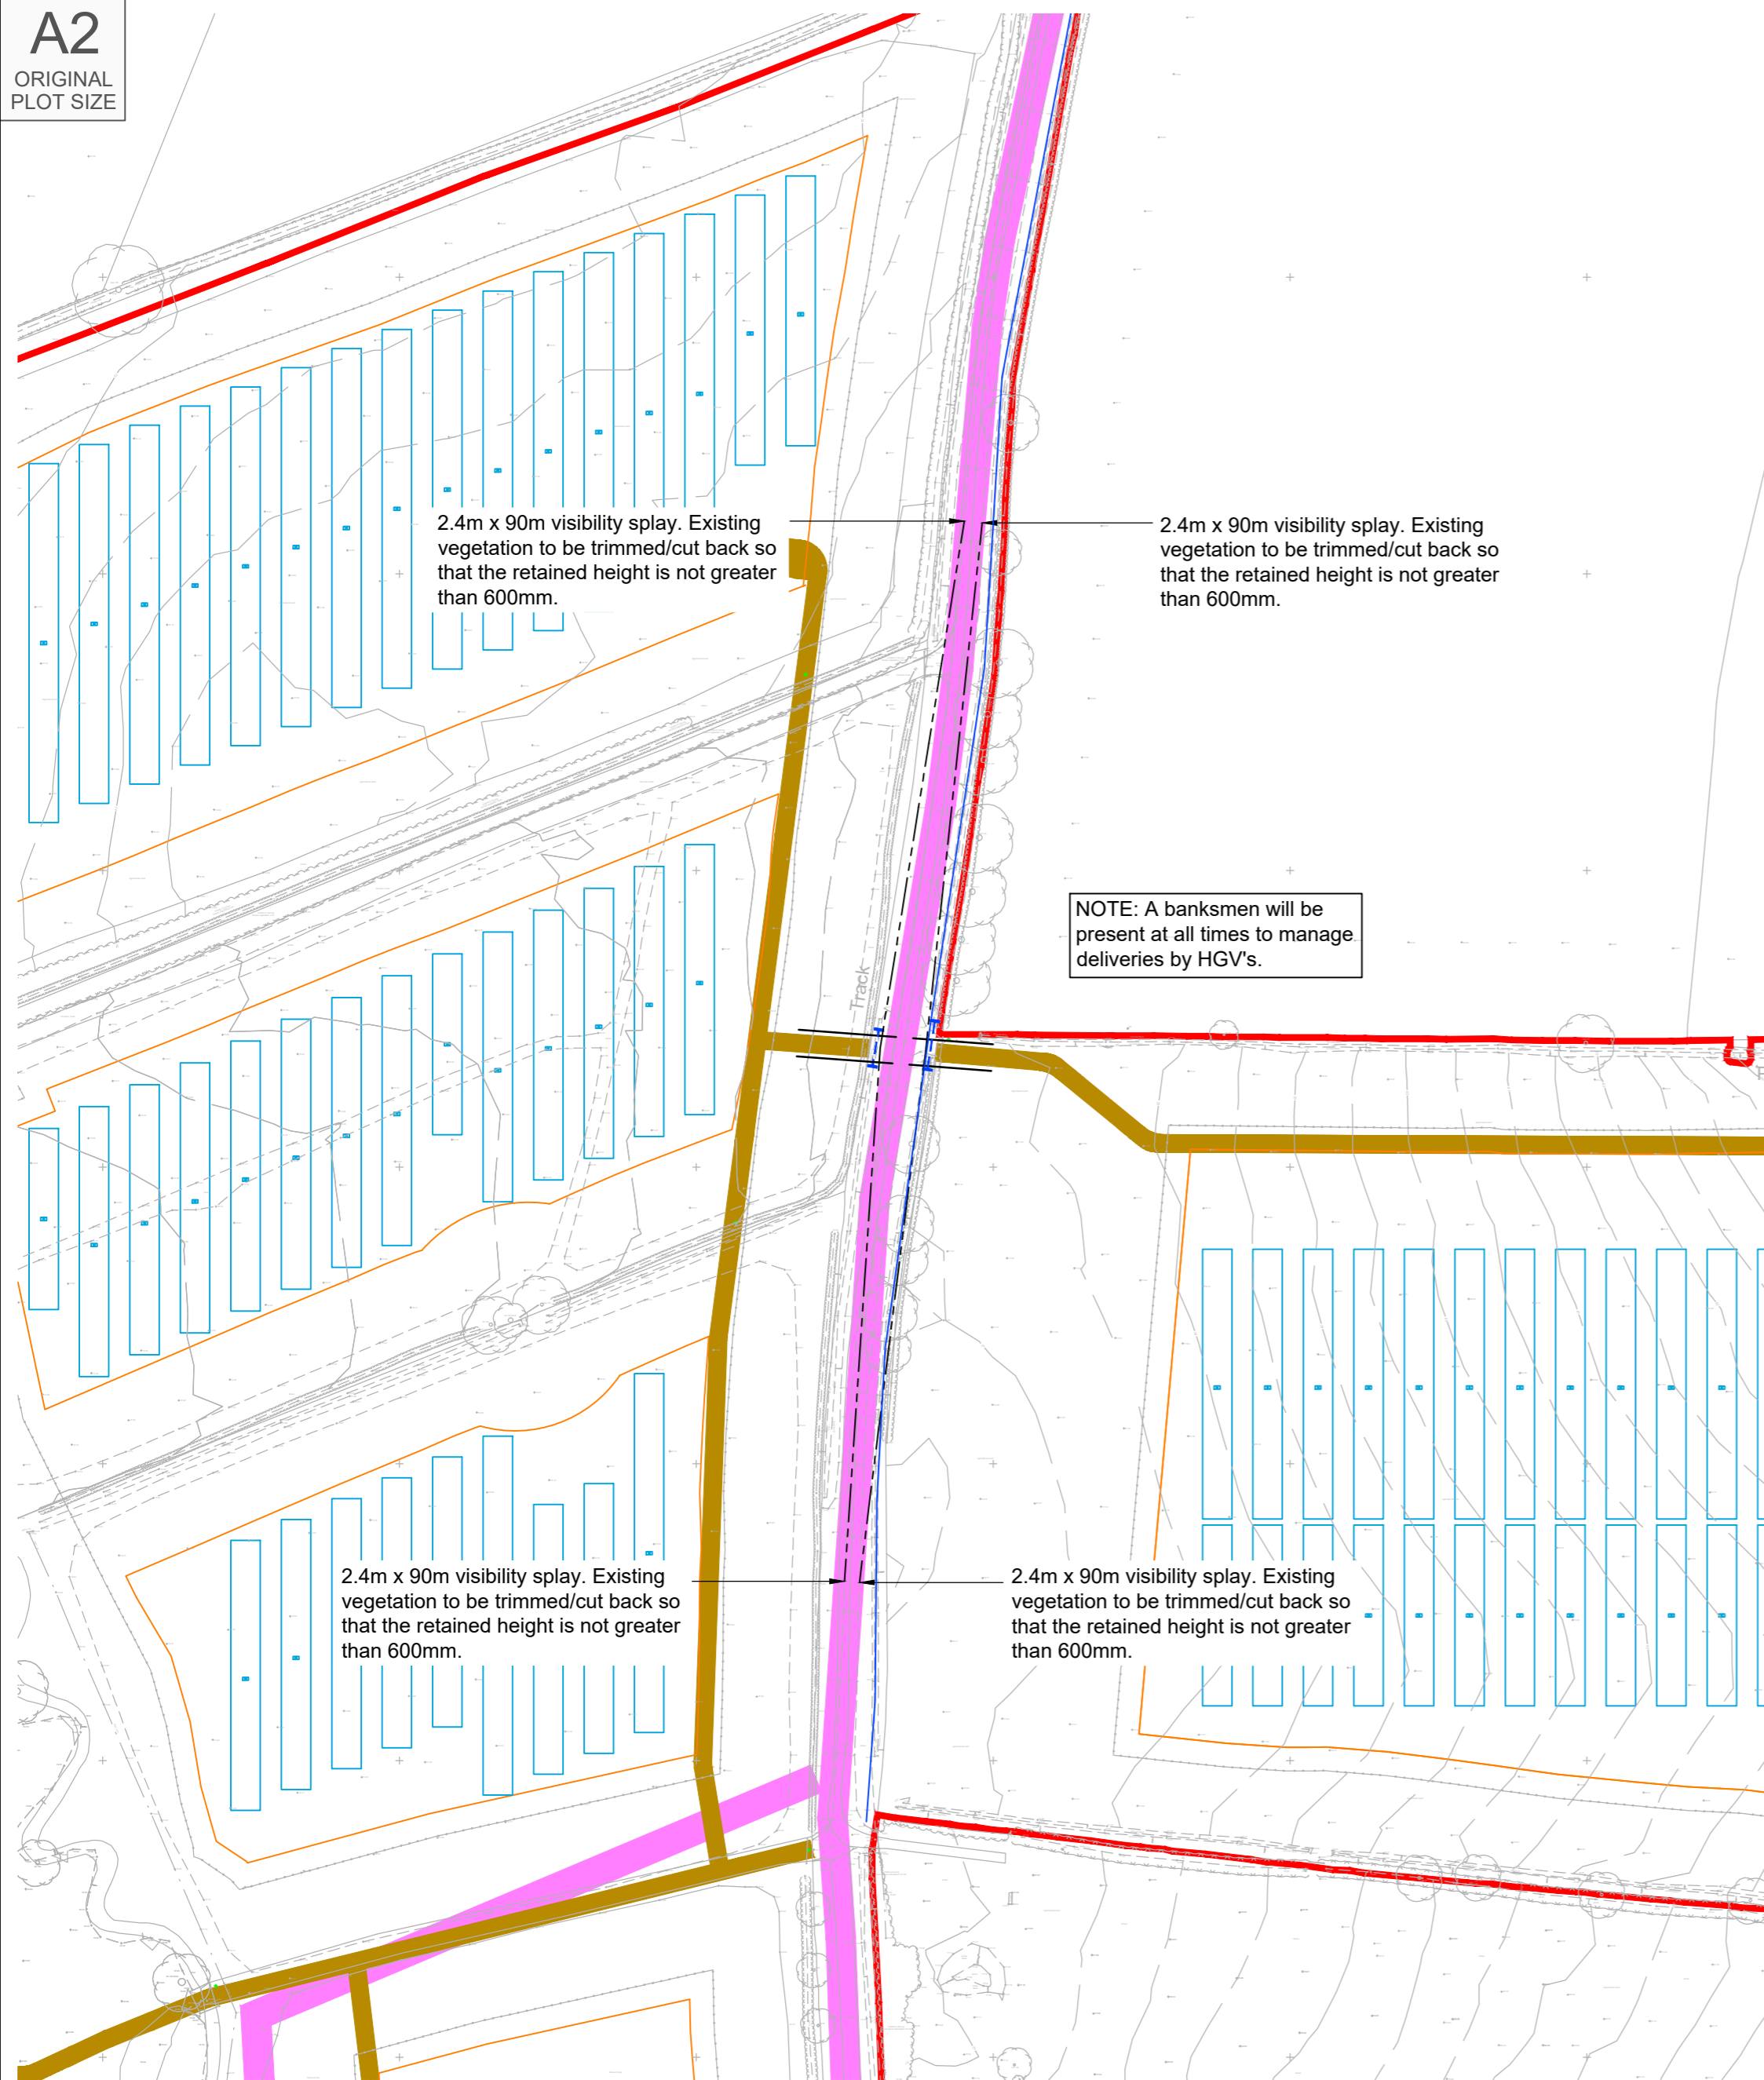 A2
ORIGINAL
PLOT SIZE
2.4m x 90m visibility splay. Existing
vegetation to be trimmed/cut back so
that the retained height is not greater
than 600mm.
2.4m x 90m visibility splay. Existing
vegetation to be trimmed/cut back so
that the retained height is not greater
than 600mm.
NOTE: A banksmen will be
present at all times to manage
deliveries by HGV's.
Track
2.4m x 90m visibility splay. Existing
vegetation to be trimmed/cut back so
that the retained height is not greater
than 600mm.
2.4m x 90m visibility splay. Existing
vegetation to be trimmed/cut back so
that the retained height is not greater
than 600mm.